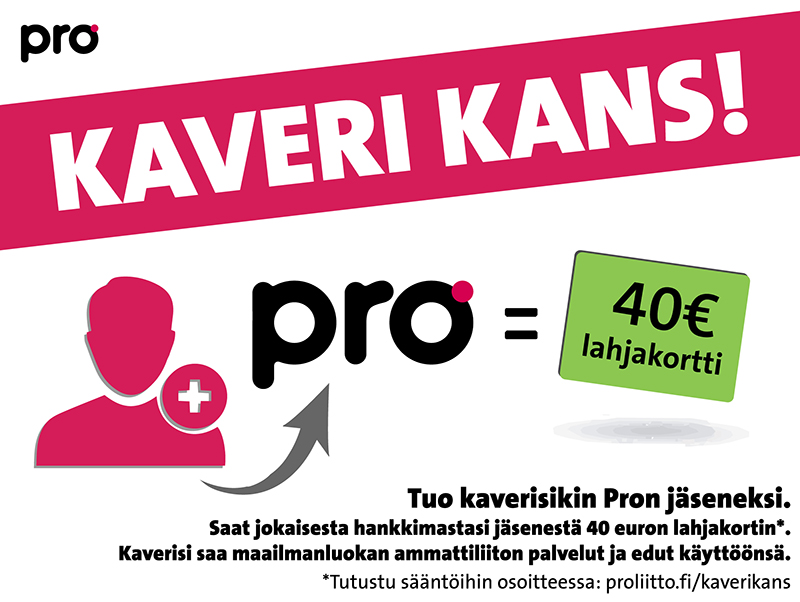 pro
KAVERI KANS!
pro = 40€
lahjakortti
Tuo kaverisikin Pron jäseneksi.
Saat jokaisesta hankkimastasi jäsenestä 40 euron lahjakortin*.
Kaverisi saa maailmanluokan ammattiliiton palvelut ja edut käyttöönsä.
*Tutustu sääntöihin osoitteessa: proliitto.fi/kaverikans